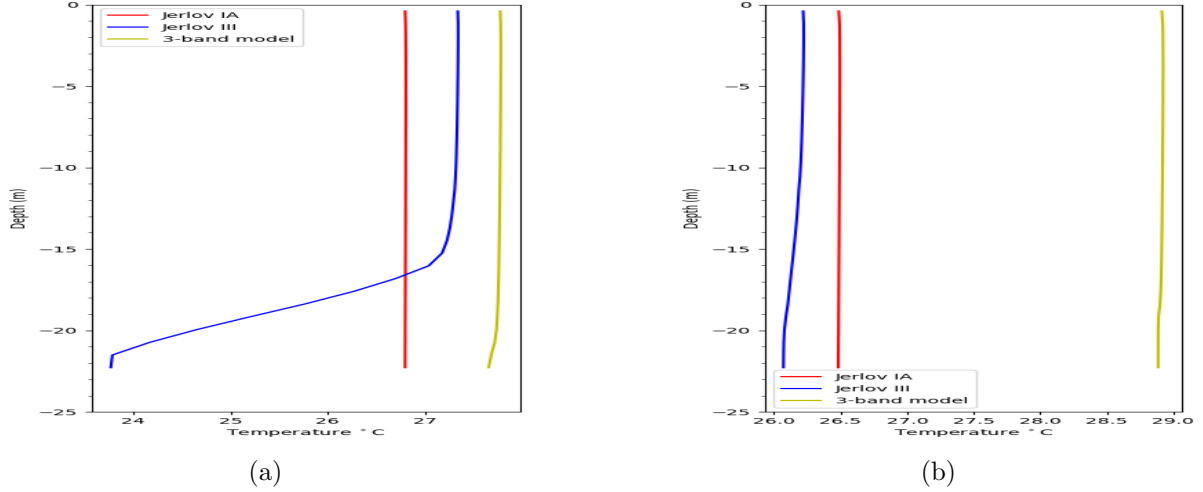 0
−5
−10
−15
−20
−25
Depth (m)
24
25
26
27
Temperature ° C
Jerlov IA
Jerlov III
3-band model
(a)
0
−5
−10
−15
−20
−25
Depth (m)
26.0
26.5
27.0
27.5
28.0
28.5
29.0
Temperature ° C
Jerlov IA
Jerlov III
3-band model
(b)